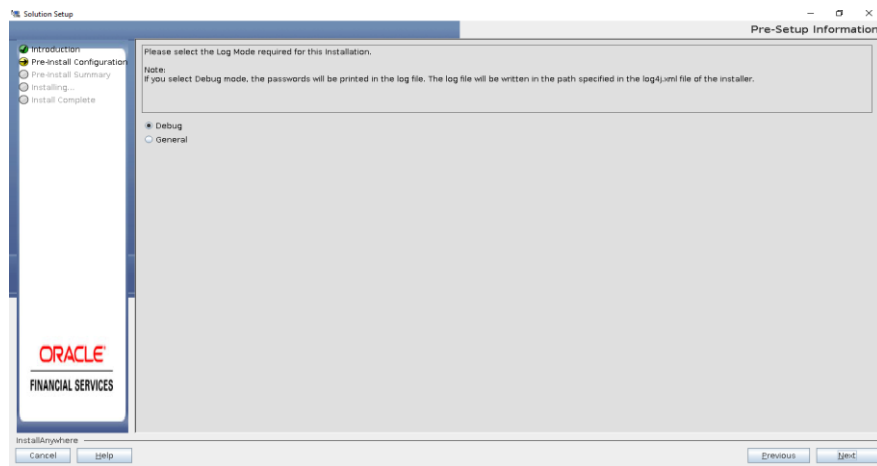 Solution Setup
Pre-Setup Information
Introduction
Pre-Install Configuration
Pre-Install Summary
Installing...
Install Complete
Please select the Log Mode required for this Installation.
Note:
If you select Debug mode, the passwords will be printed in the log file. The log file will be written in the path specified in the log4j.xml file of the installer.
Debug
General
ORACLE®
FINANCIAL SERVICES
InstallAnywhere
Cancel
Help
Previous
Next